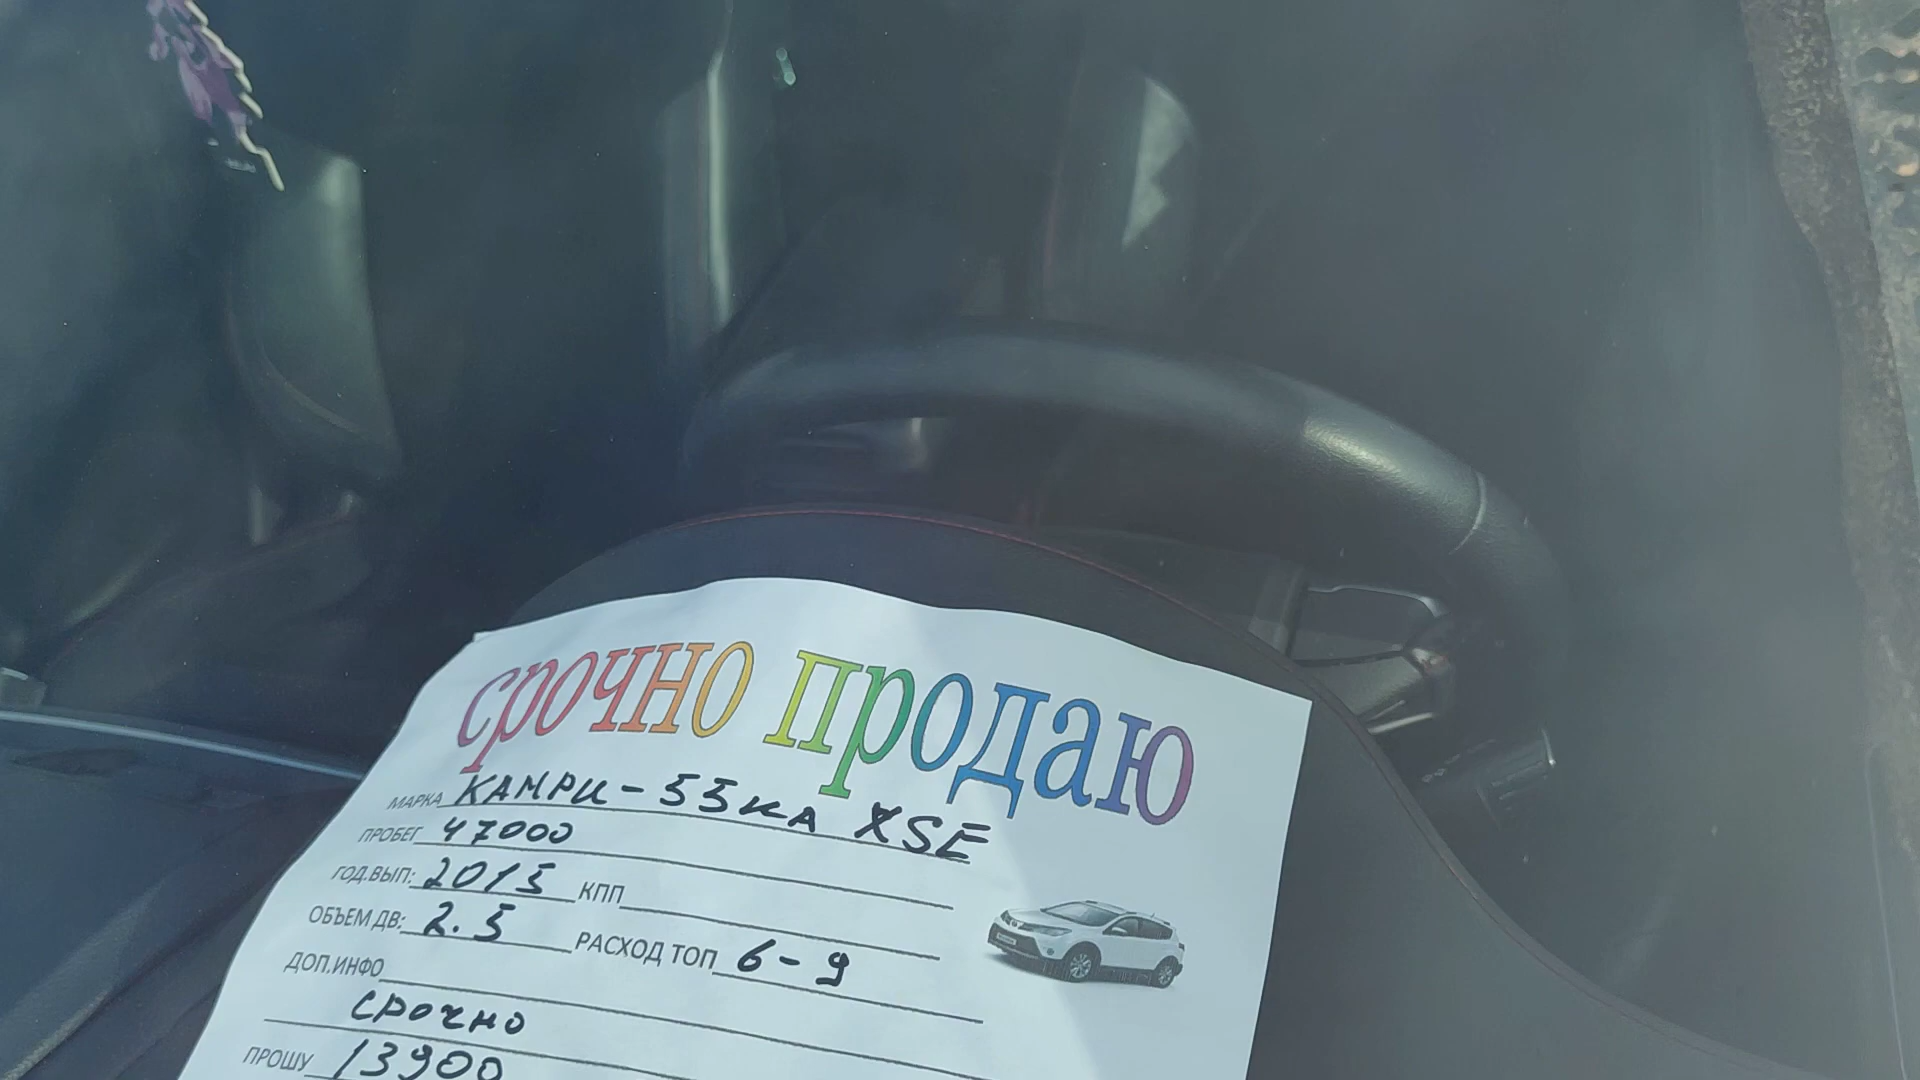 срочно продаю
МАРКА КАМРИ-55ка XSE
ПРОБЕГ 47000
ГОД.ВЫП: 2015 КПП
ОБЪЕМ ДВ: 2.5 РАСХОД ТОП 6-9
ДОП.ИНФО
срочно
ПРОШУ 13900